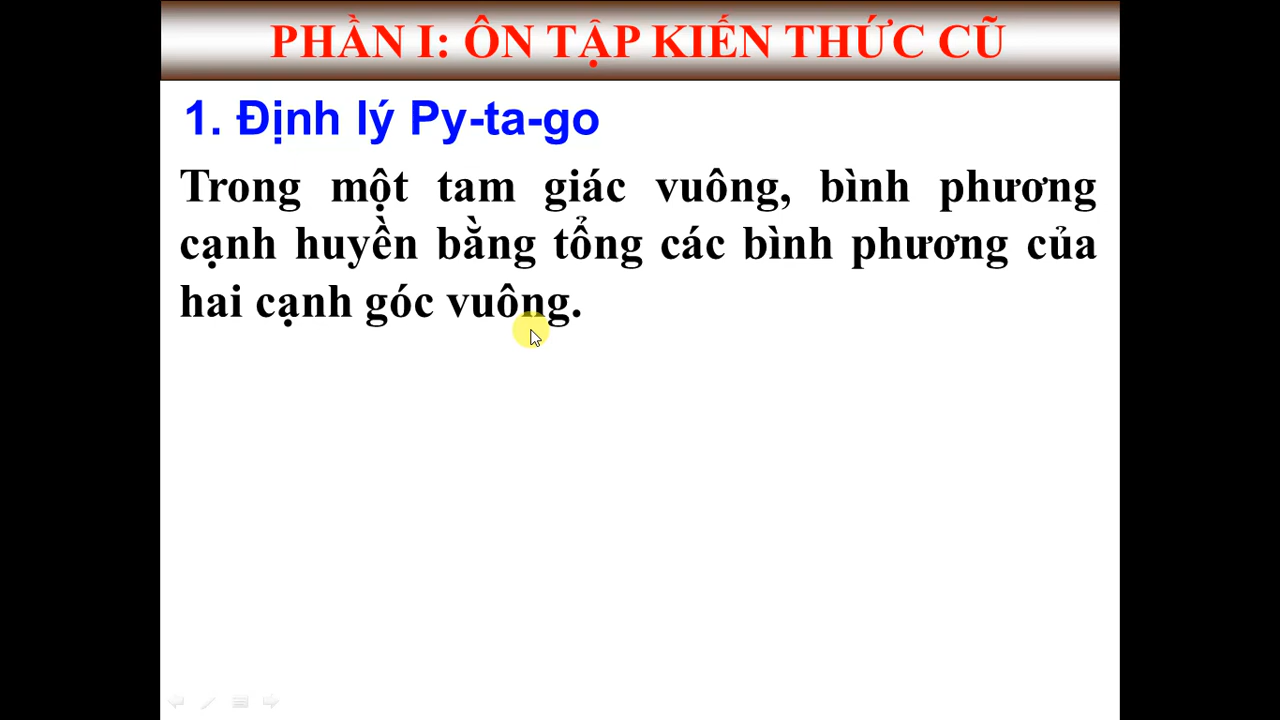 PHẦN I: ÔN TẬP KIẾN THỨC CŨ
1. Định lý Py-ta-go
Trong một tam giác vuông, bình phương
cạnh huyền bằng tổng các bình phương của
hai cạnh góc vuông.